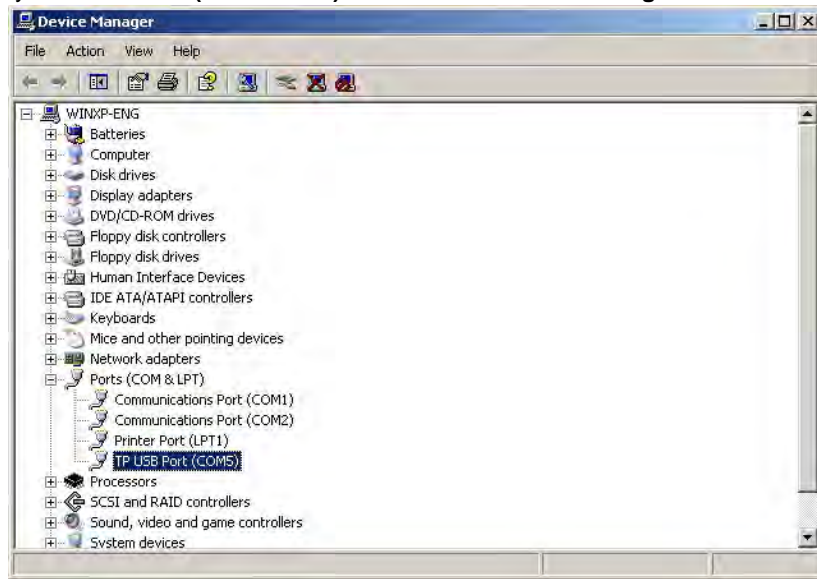 Device Manager
File Action View Help
WINXP-ENG
Batteries
Computer
Disk drives
Display adapters
DVD/CD-ROM drives
Floppy disk controllers
Floppy disk drives
Human Interface Devices
IDE ATA/ATAPI controllers
Keyboards
Mice and other pointing devices
Network adapters
Ports (COM & LPT)
Communications Port (COM1)
Communications Port (COM2)
Printer Port (LPT1)
TP USB Port (COM5)
Processors
SCSI and RAID controllers
Sound, video and game controllers
System devices